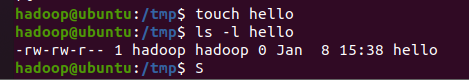 hadoop@ubuntu:/tmp$ touch hello
hadoop@ubuntu:/tmp$ ls -l hello
-rw-rw-r-- 1 hadoop hadoop 0 Jan  8 15:38 hello
hadoop@ubuntu:/tmp$ S